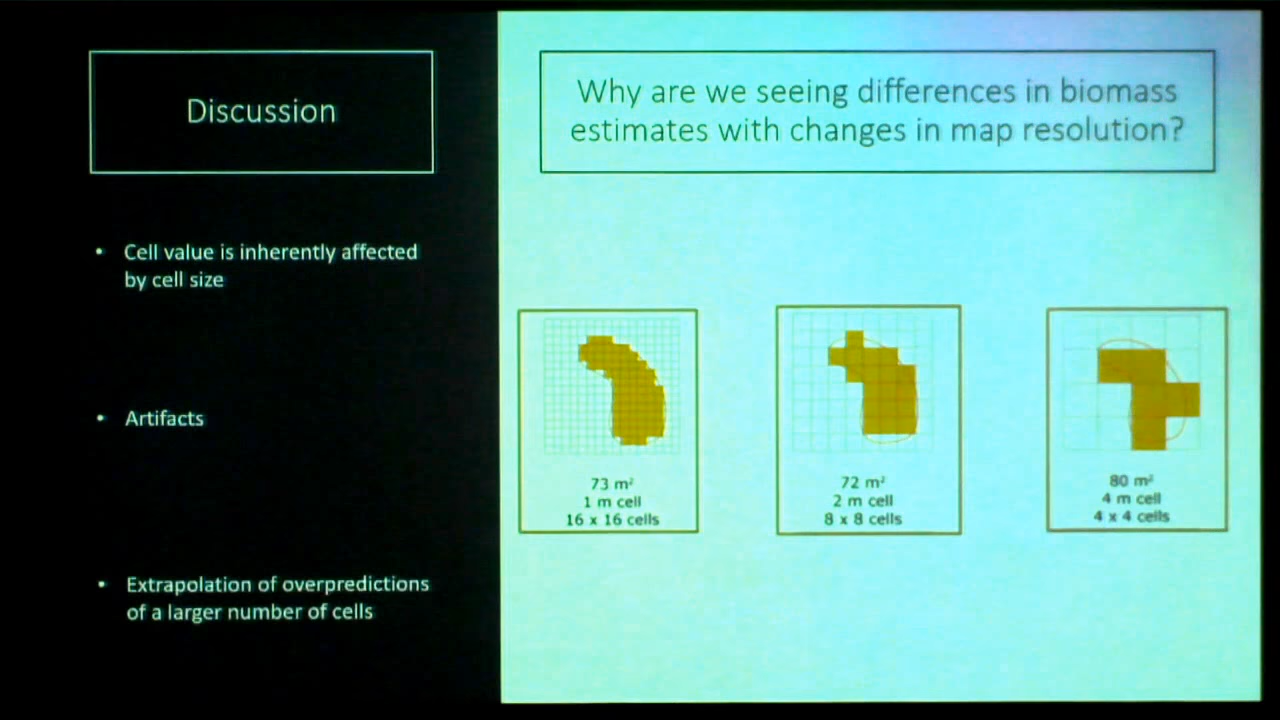 Discussion
• Cell value is inherently affected
by cell size
• Artifacts
• Extrapolation of overpredictions
of a larger number of cells
Why are we seeing differences in biomass
estimates with changes in map resolution?
73 m²
1 m cell
16 x 16 cells
72 m²
2 m cell
8 x 8 cells
80 m²
4 m cell
4 x 4 cells